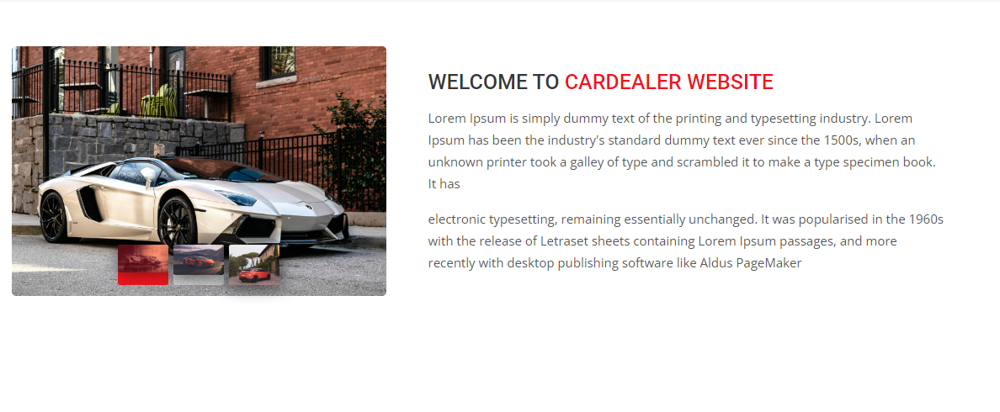 WELCOME TO CARDEALER WEBSITE
Lorem Ipsum is simply dummy text of the printing and typesetting industry. Lorem
Ipsum has been the industry's standard dummy text ever since the 1500s, when an
unknown printer took a galley of type and scrambled it to make a type specimen book.
It has
electronic typesetting, remaining essentially unchanged. It was popularised in the 1960s
with the release of Letraset sheets containing Lorem Ipsum passages, and more
recently with desktop publishing software like Aldus PageMaker